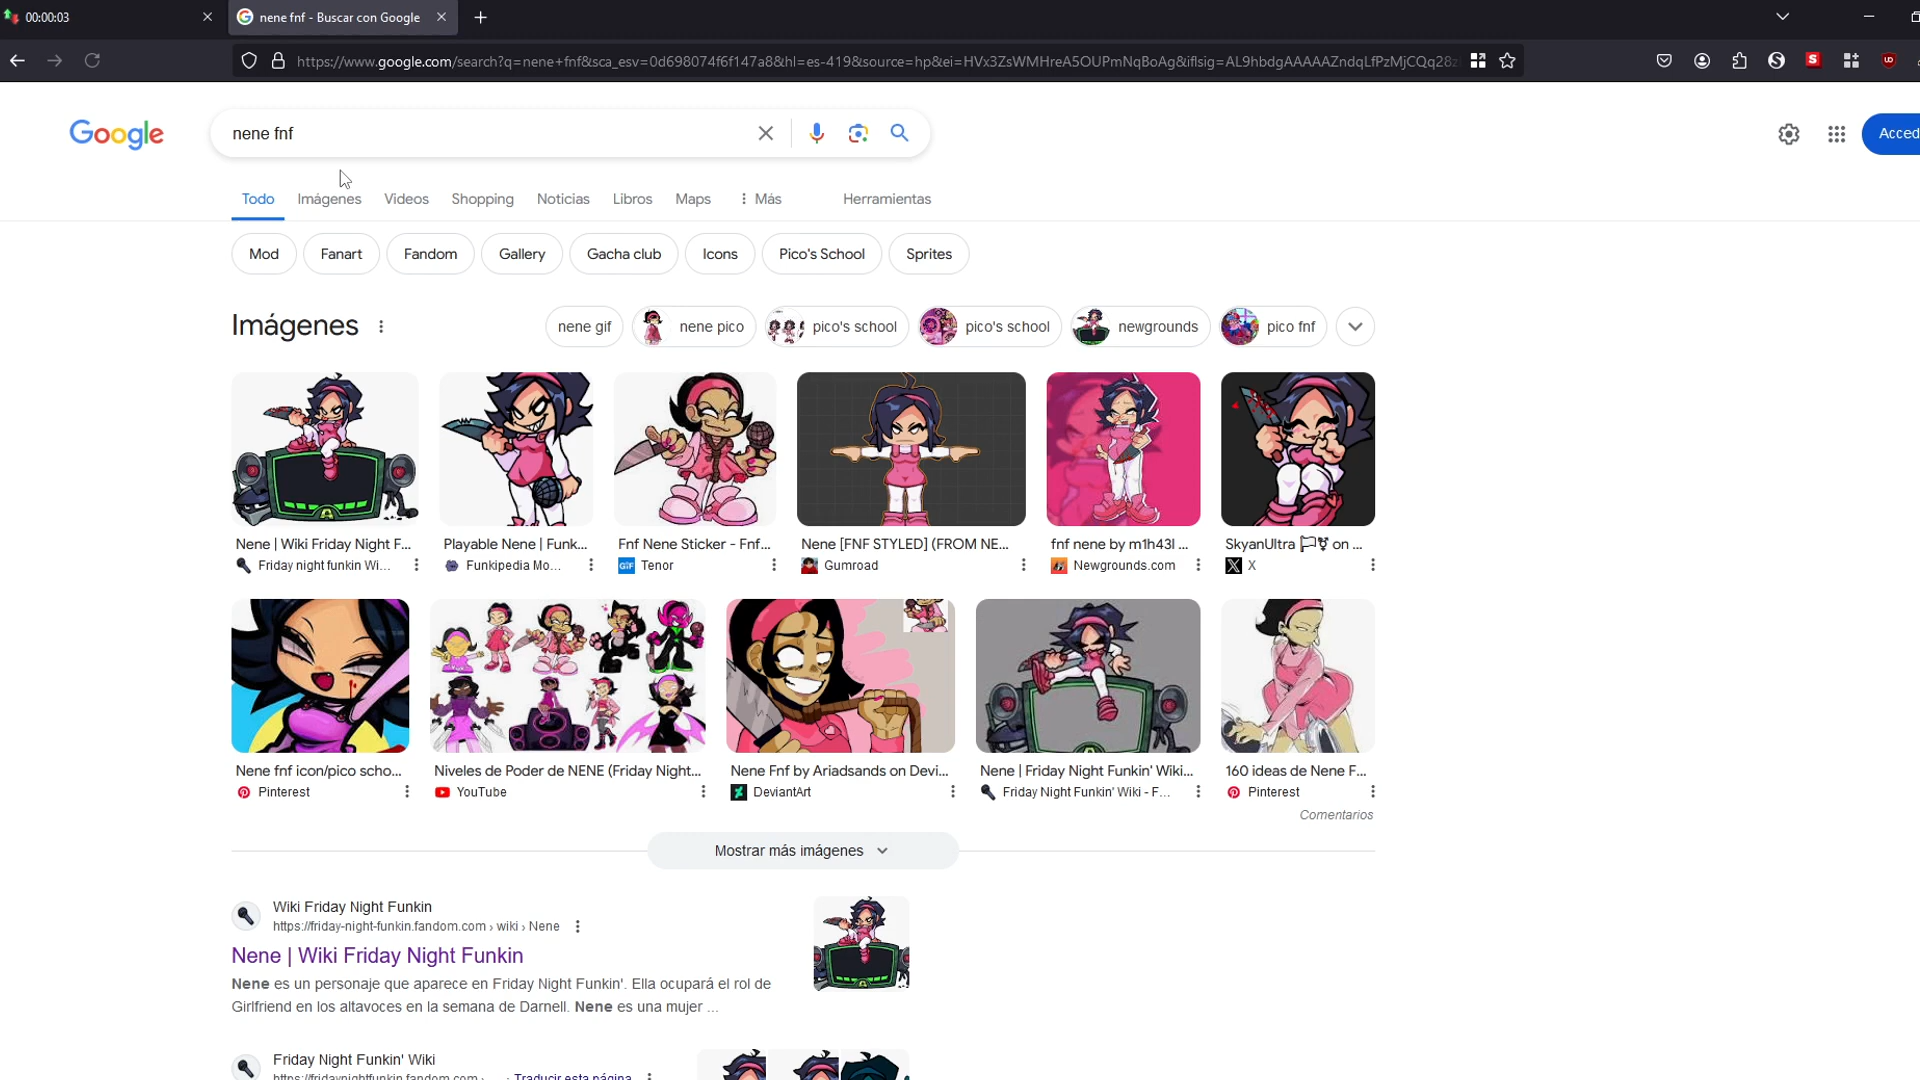 00:00:03
nene fnf - Buscar con Google
https://www.google.com/search?q=nene+fnf&sca_esv=0d698074f6f147a8&hl=es-419&source=hp&ei=HVx3ZsWMHreA5OUPmNqBoAg&iflsig=AL9hbdgAAAAAZndqLfPzMjCQq28z
Google
nene fnf
Acced
Todo
Imágenes
Videos
Shopping
Noticias
Libros
Maps
Más
Herramientas
Mod
Fanart
Fandom
Gallery
Gacha club
Icons
Pico's School
Sprites
Imágenes
nene gif
nene pico
pico's school
pico's school
newgrounds
pico fnf
Nene | Wiki Friday Night F...
Playable Nene | Funk...
Fnf Nene Sticker - Fnf...
Nene [FNF STYLED] (FROM NE...
fnf nene by m1h43l ...
SkyanUltra 🏳️⚧ on ...
Friday night funkin Wi...
Funkipedia Mo...
GIF Tenor
Gumroad
Newgrounds.com
X
Nene fnf icon/pico scho...
Niveles de Poder de NENE (Friday Night...
Nene Fnf by Ariadsands on Devi...
Nene | Friday Night Funkin' Wiki...
160 ideas de Nene F...
Pinterest
YouTube
DeviantArt
Friday Night Funkin' Wiki - F...
Pinterest
Comentarios
Mostrar más imágenes
Wiki Friday Night Funkin
https://friday-night-funkin.fandom.com › wiki › Nene
Nene | Wiki Friday Night Funkin
Nene es un personaje que aparece en Friday Night Funkin'. Ella ocupará el rol de
Girlfriend en los altavoces en la semana de Darnell. Nene es una mujer ...
Friday Night Funkin' Wiki
https://fridaynightfunkin.fandom.com › ... · Traducir esta página